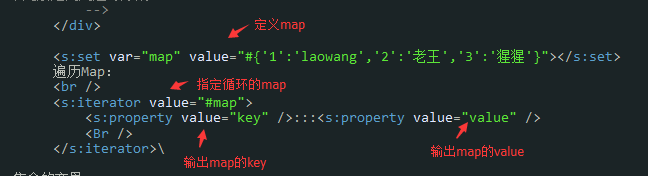 -->
</div>
定义map
<s:set var="map" value="#{'1':'laowang','2':'老王','3':'猩猩'}"></s:set>
遍历Map:
<br />
指定循环的map
<s:iterator value="#map">
<s:property value="key" />:::<s:property value="value" />
<Br />
</s:iterator>\
输出map的key
输出map的value